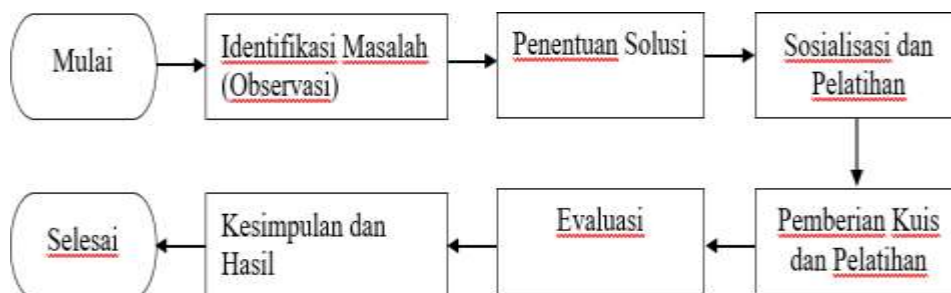 Mulai
Identifikasi Masalah
(Observasi)
Penentuan Solusi
Sosialisasi dan
Pelatihan
Pemberian Kuis
dan Pelatihan
Evaluasi
Kesimpulan dan
Hasil
Selesai